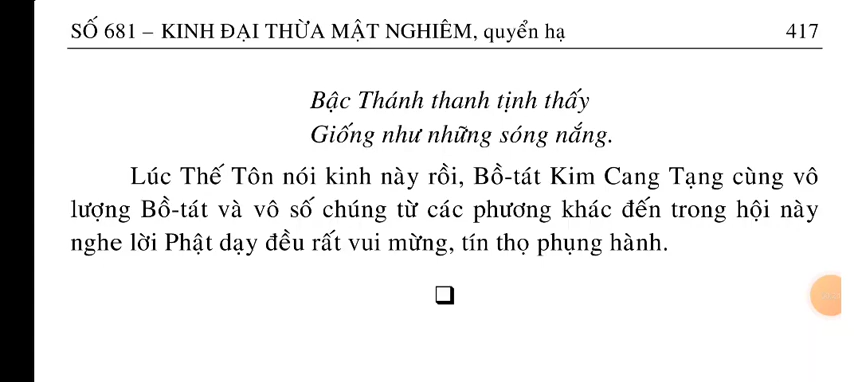 SỐ 681 – KINH ĐẠI THỪA MẬT NGHIÊM, quyển hạ 417
Bậc Thánh thanh tịnh thấy
Giống như những sóng nắng.
Lúc Thế Tôn nói kinh này rồi, Bồ-tát Kim Cang Tạng cùng vô
lượng Bồ-tát và vô số chúng từ các phương khác đến trong hội này
nghe lời Phật dạy đều rất vui mừng, tín thọ phụng hành.